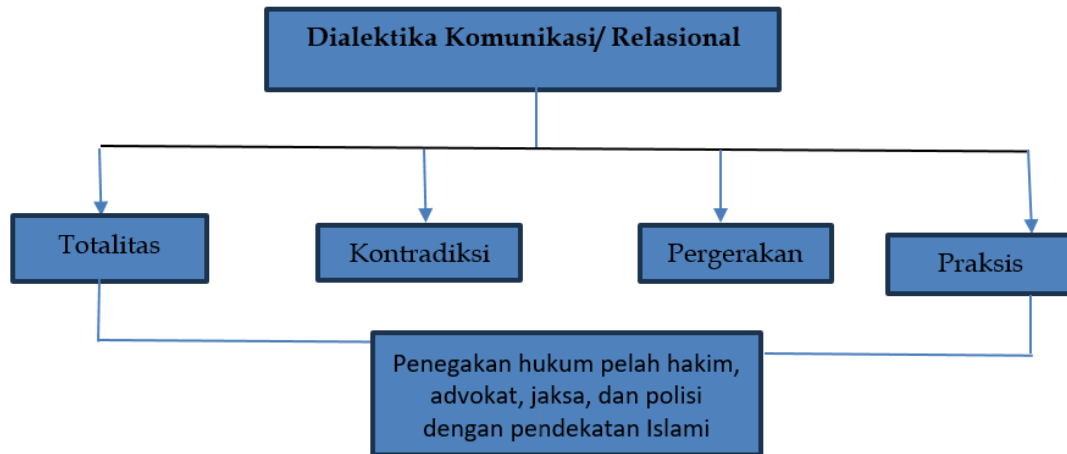 Dialektika Komunikasi/ Relasional
Totalitas
Kontradiksi
Pergerakan
Praksis
Penegakan hukum pelah hakim,
advokat, jaksa, dan polisi
dengan pendekatan Islami